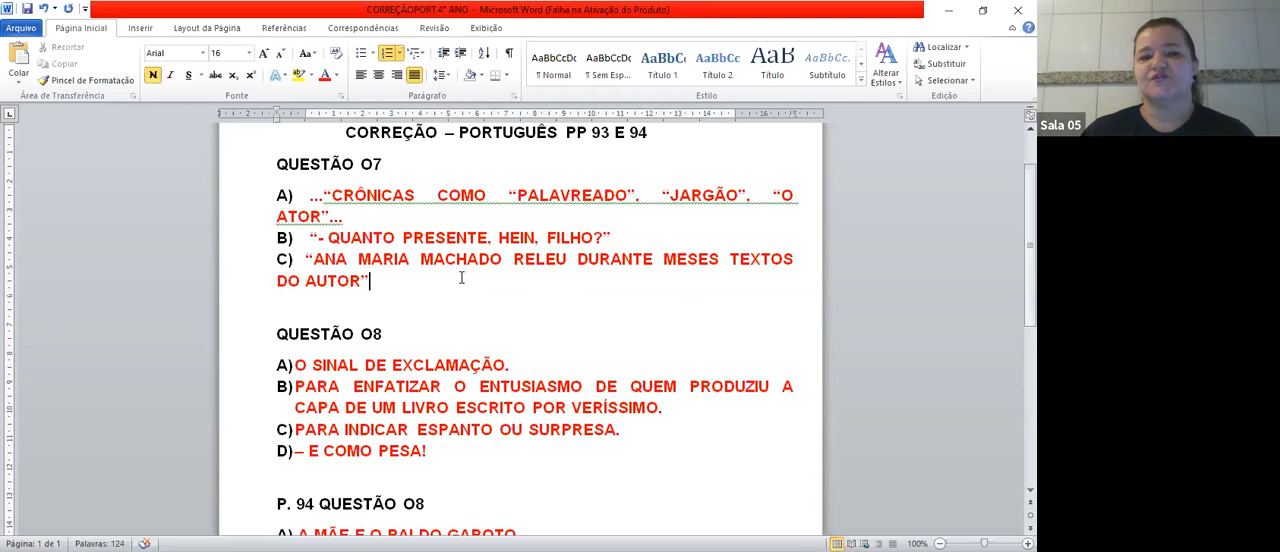 CORREÇÃOPORT 4° ANO - Microsoft Word (Falha na Ativação do Produto)
Arquivo Página Inicial Inserir Layout da Página Referências Correspondências Revisão Exibição
Colar
Recortar
Copiar
Pincel de Formatação
Área de Transferência
Arial 16
Fonte
Parágrafo
AaBbCcDc AaBbCcDc AaBbC AaBbCc AaB AaBbCc.
¶ Normal ¶ Sem Esp... Título 1 Título 2 Título Subtítulo
Alterar Estilos
Estilo
Localizar
Substituir
Selecionar
Edição
CORREÇÃO – PORTUGUÊS PP 93 E 94
QUESTÃO O7
A) ...“CRÔNICAS COMO “PALAVREADO”, “JARGÃO”, “O
ATOR”...
B) “- QUANTO PRESENTE, HEIN, FILHO?”
C) “ANA MARIA MACHADO RELEU DURANTE MESES TEXTOS
DO AUTOR”
QUESTÃO O8
A)O SINAL DE EXCLAMAÇÃO.
B)PARA ENFATIZAR O ENTUSIASMO DE QUEM PRODUZIU A
CAPA DE UM LIVRO ESCRITO POR VERÍSSIMO.
C)PARA INDICAR ESPANTO OU SURPRESA.
D)– E COMO PESA!
P. 94 QUESTÃO O8
A) A MÃE E O
Página: 1 de 1 Palavras: 124 100%
Sala 05